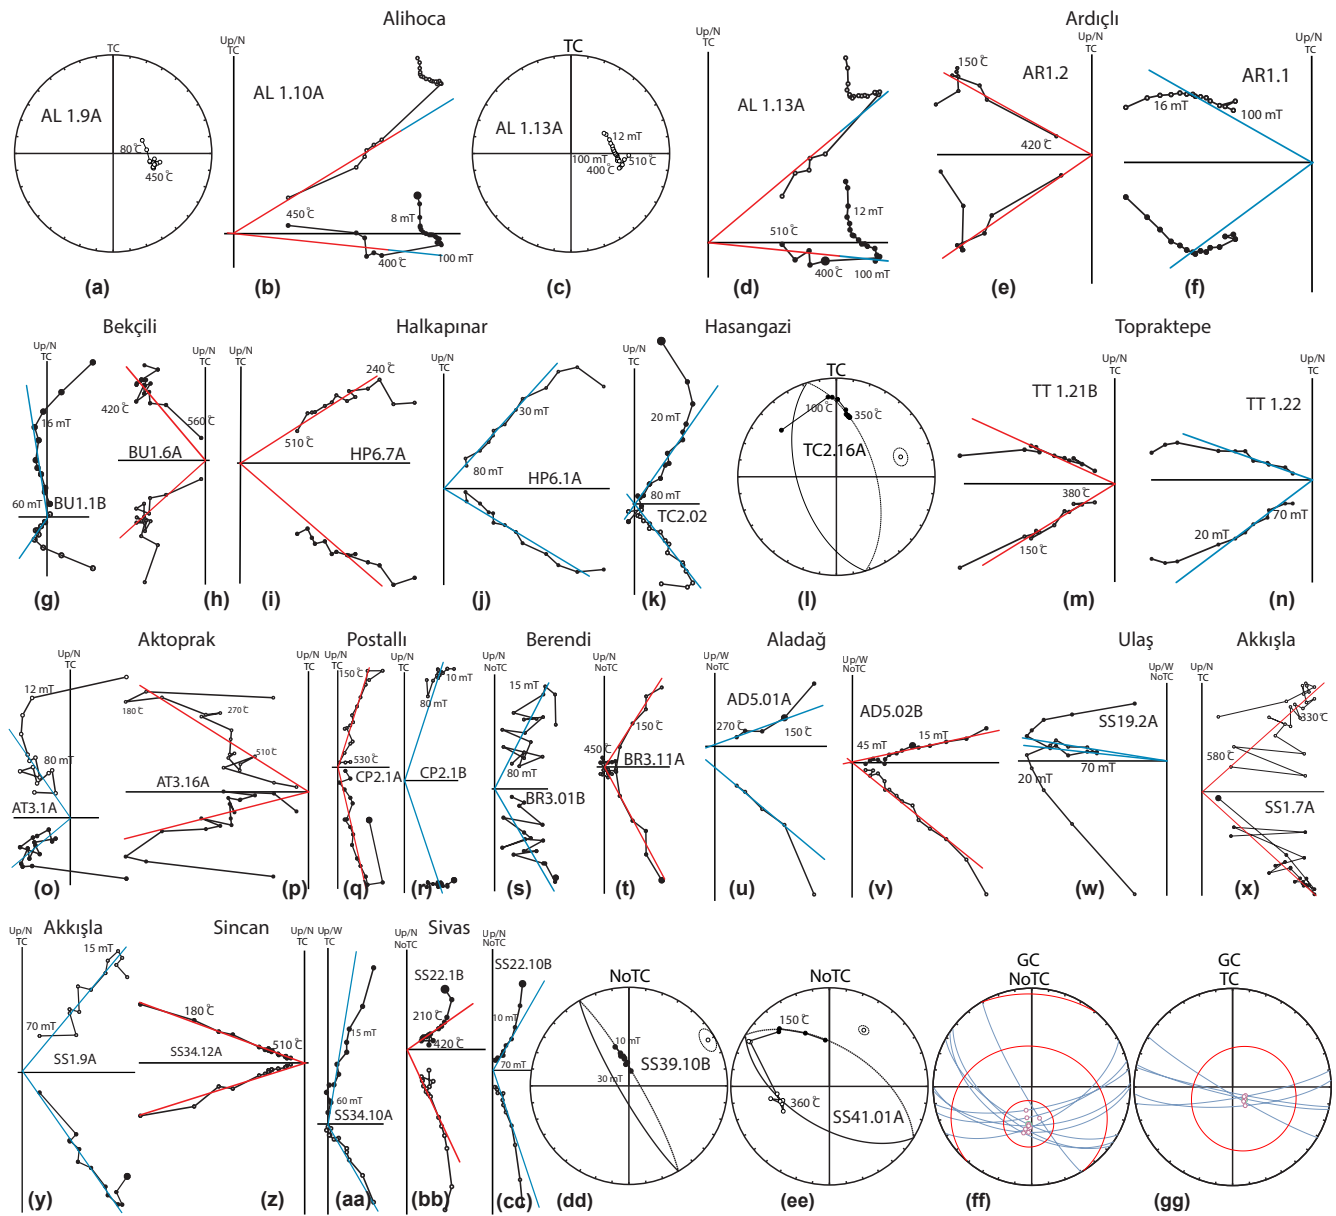 Alihoca
Ardıçlı
TC
AL 1.9A
80°C
450°C
(a)
Up/N
TC
AL 1.10A
450°C
8 mT
400°C
100 mT
(b)
TC
AL 1.13A
12 mT
100 mT
510°C
400°C
(c)
Up/N
TC
AL 1.13A
12 mT
510°C
400°C
100 mT
(d)
Up/N
TC
150°C
AR1.2
420°C
(e)
Up/N
TC
AR1.1
16 mT
100 mT
(f)
Bekçili
Halkapınar
Hasangazi
Topraktepe
Up/N
TC
16 mT
60 mT
BU1.1B
(g)
Up/N
TC
420°C
560°C
BU1.6A
(h)
Up/N
TC
240°C
510°C
HP6.7A
(i)
Up/N
TC
30 mT
80 mT
HP6.1A
(j)
Up/N
TC
20 mT
80 mT
TC2.02
(k)
TC
100°C
350°C
TC2.16A
(l)
Up/N
TC
TT 1.21B
380°C
150°C
(m)
Up/N
TC
TT 1.22
70 mT
20 mT
(n)
Aktoprak
Postallı
Berendi
Aladağ
Ulaş
Akkışla
Up/N
TC
12 mT
80 mT
AT3.1A
(o)
Up/N
TC
180°C
270°C
510°C
AT3.16A
(p)
Up/N
TC
150°C
530°C
CP2.1A
(q)
Up/N
TC
10 mT
80 mT
CP2.1B
(r)
Up/N
NoTC
15 mT
80 mT
BR3.01B
(s)
Up/N
NoTC
150°C
450°C
BR3.11A
(t)
Up/W
NoTC
AD5.01A
270°C
150°C
(u)
Up/W
NoTC
AD5.02B
45 mT
15 mT
(v)
Up/W
NoTC
SS19.2A
20 mT
70 mT
(w)
Up/N
TC
330°C
580°C
SS1.7A
(x)
Akkışla
Sincan
Sivas
Up/N
TC
15 mT
70 mT
SS1.9A
(y)
Up/N
TC
180°C
510°C
SS34.12A
(z)
Up/W
TC
15 mT
60 mT
SS34.10A
(aa)
Up/N
NoTC
SS22.1B
210°C
420°C
(bb)
Up/N
NoTC
SS22.10B
10 mT
70 mT
(cc)
NoTC
10 mT
SS39.10B
30 mT
(dd)
NoTC
150°C
360°C
SS41.01A
(ee)
GC
NoTC
(ff)
GC
TC
(gg)